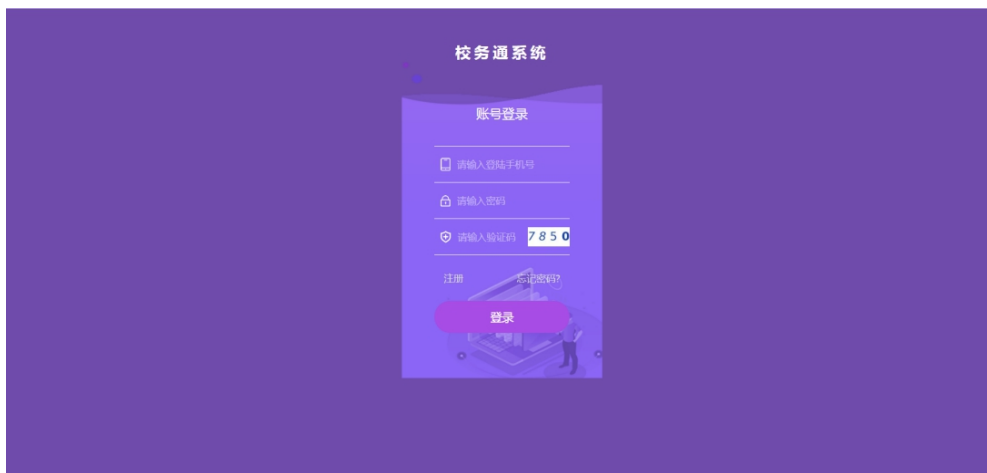 校务通系统
账号登录
请输入登陆手机号
请输入密码
请输入验证码 7850
注册 忘记密码?
登录